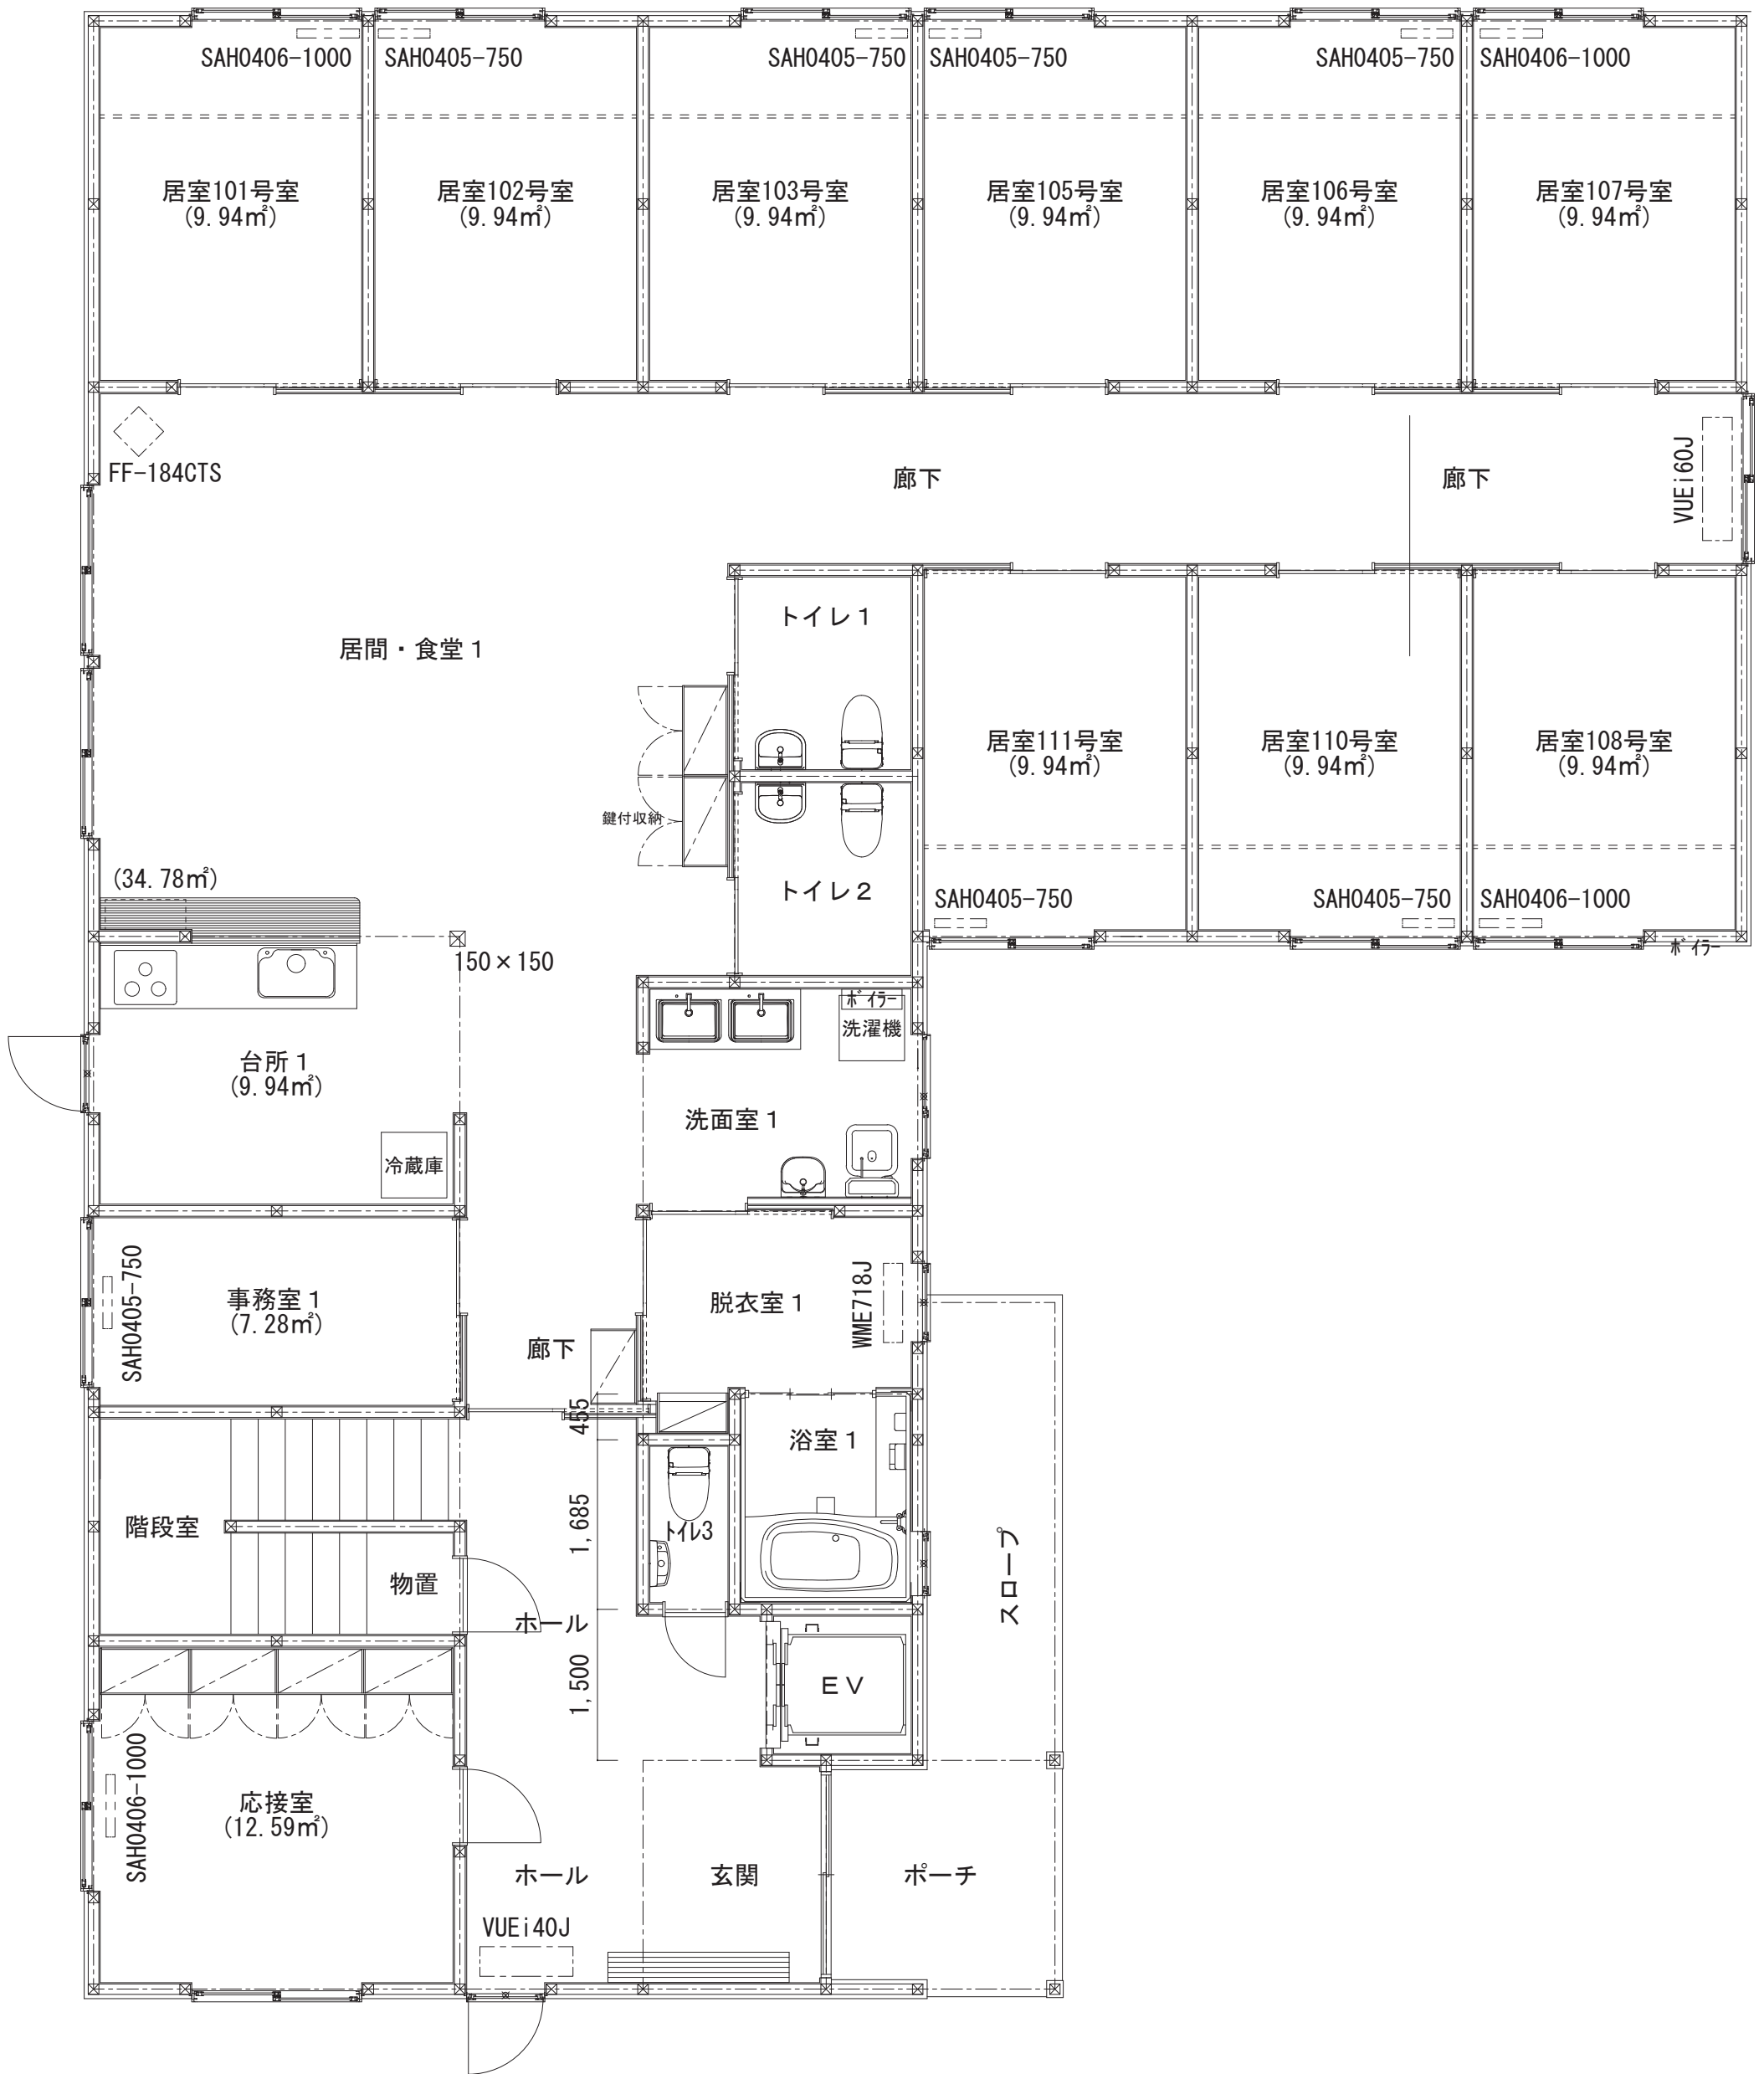 SAH0406-1000
SAH0405-750
SAH0405-750
SAH0405-750
SAH0405-750
SAH0406-1000
居室101号室
(9.94㎡)
居室102号室
(9.94㎡)
居室103号室
(9.94㎡)
居室105号室
(9.94㎡)
居室106号室
(9.94㎡)
居室107号室
(9.94㎡)
FF-184CTS
廊下
廊下
VUEi60J
トイレ1
居間・食堂1
居室111号室
(9.94㎡)
居室110号室
(9.94㎡)
居室108号室
(9.94㎡)
鍵付収納
(34.78㎡)
トイレ2
SAH0405-750
SAH0405-750
SAH0406-1000
ボイラー
150×150
ボイラー
洗濯機
台所1
(9.94㎡)
洗面室1
冷蔵庫
SAH0405-750
事務室1
(7.28㎡)
脱衣室1
WME718J
廊下
455
浴室1
階段室
1,685
トイレ3
スロープ
物置
ホール
1,500
EV
SAH0406-1000
応接室
(12.59㎡)
ホール
玄関
ポーチ
VUEi40J